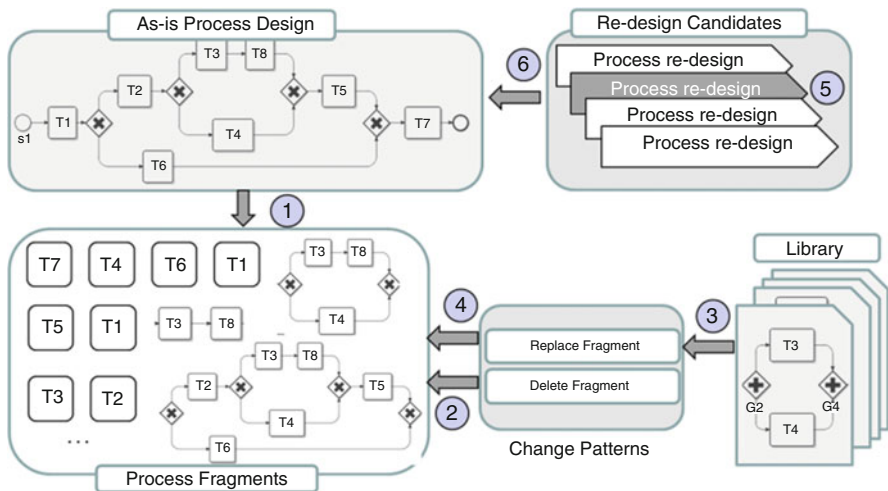 As-is Process Design
T3
T8
T2
T5
s1
T1
T4
T7
T6
Re-design Candidates
Process re-design
Process re-design
Process re-design
Process re-design
5
6
1
T7
T4
T6
T1
T3
T8
T4
T5
T1
T3
T8
T3
T8
T2
T5
T3
T2
T4
T6
...
Process Fragments
4
2
Replace Fragment
Delete Fragment
Change Patterns
3
Library
T3
G2
G4
T4